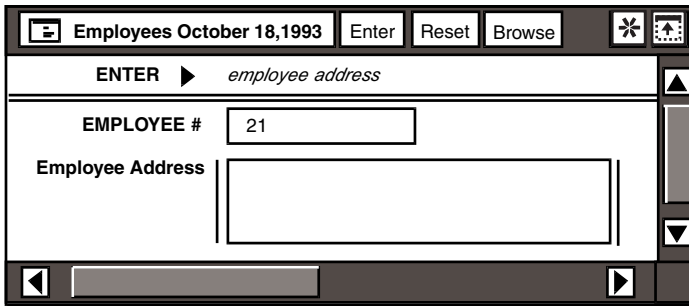 Employees October 18,1993 Enter Reset Browse
ENTER employee address
EMPLOYEE # 21
Employee Address